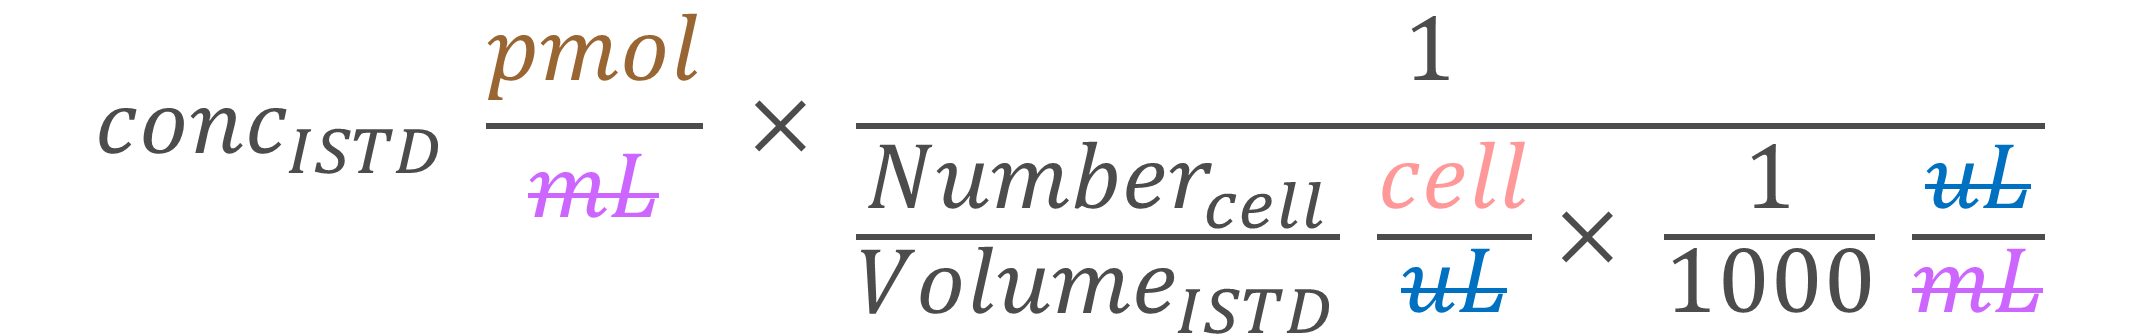 conc_ISTD pmol/mL × 1/(Number_cell/Volume_ISTD cell/uL × 1/1000 uL/mL)